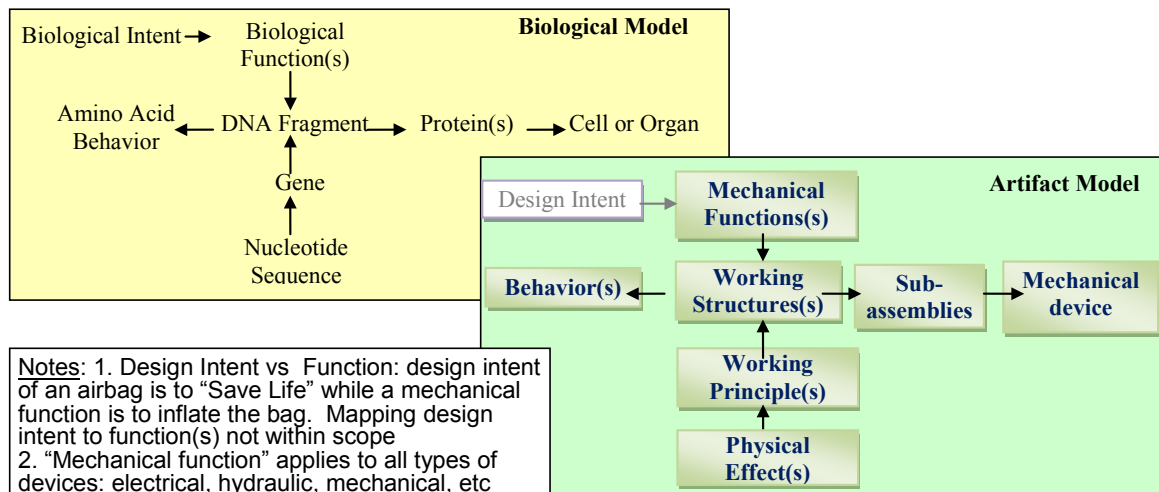 Biological Model
Biological Intent
Biological
Function(s)
Amino Acid
Behavior
DNA Fragment
Protein(s)
Cell or Organ
Gene
Nucleotide
Sequence
Artifact Model
Design Intent
Mechanical
Functions(s)
Behavior(s)
Working
Structures(s)
Sub-
assemblies
Mechanical
device
Working
Principle(s)
Physical
Effect(s)
Notes: 1. Design Intent vs Function: design intent
of an airbag is to “Save Life” while a mechanical
function is to inflate the bag. Mapping design
intent to function(s) not within scope
2. “Mechanical function” applies to all types of
devices: electrical, hydraulic, mechanical, etc